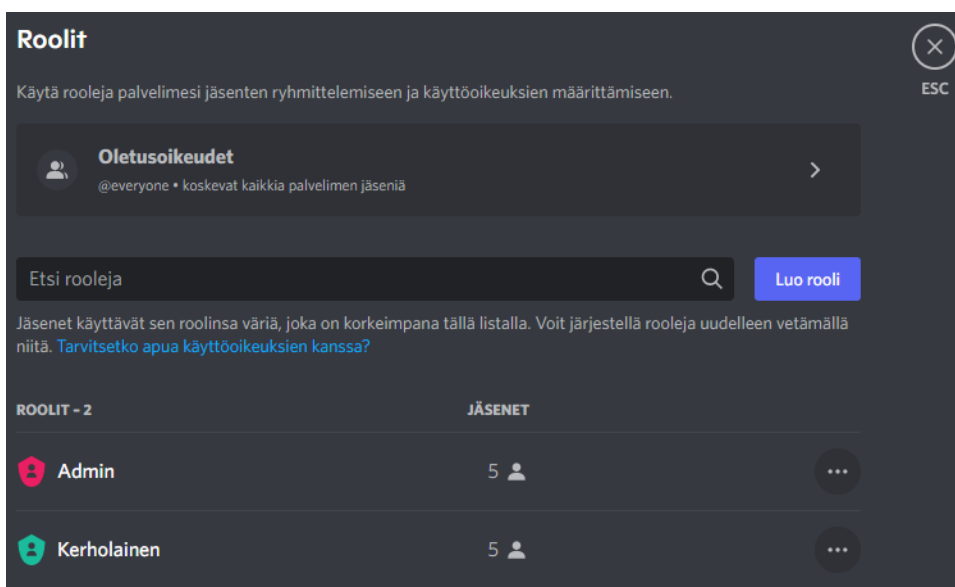 Roolit
ESC
Käytä rooleja palvelimesi jäsenten ryhmittelemiseen ja käyttöoikeuksien määrittämiseen.
Oletusoikeudet
@everyone • koskevat kaikkia palvelimen jäseniä
Etsi rooleja
Luo rooli
Jäsenet käyttävät sen roolinsa väriä, joka on korkeimpana tällä listalla. Voit järjestellä rooleja uudelleen vetämällä
niitä. Tarvitsetko apua käyttöoikeuksien kanssa?
ROOLIT – 2 JÄSENET
Admin 5
Kerholainen 5